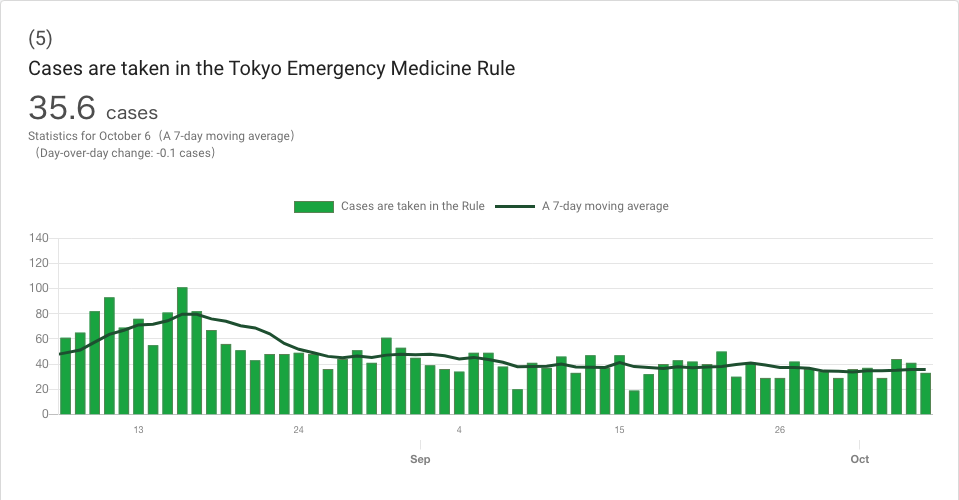 (5)
Cases are taken in the Tokyo Emergency Medicine Rule
35.6 cases
Statistics for October 6（A 7-day moving average）
（Day-over-day change: -0.1 cases）
Cases are taken in the Rule A 7-day moving average
140
120
100
80
60
40
20
0
13 24 4 15 26
Sep Oct